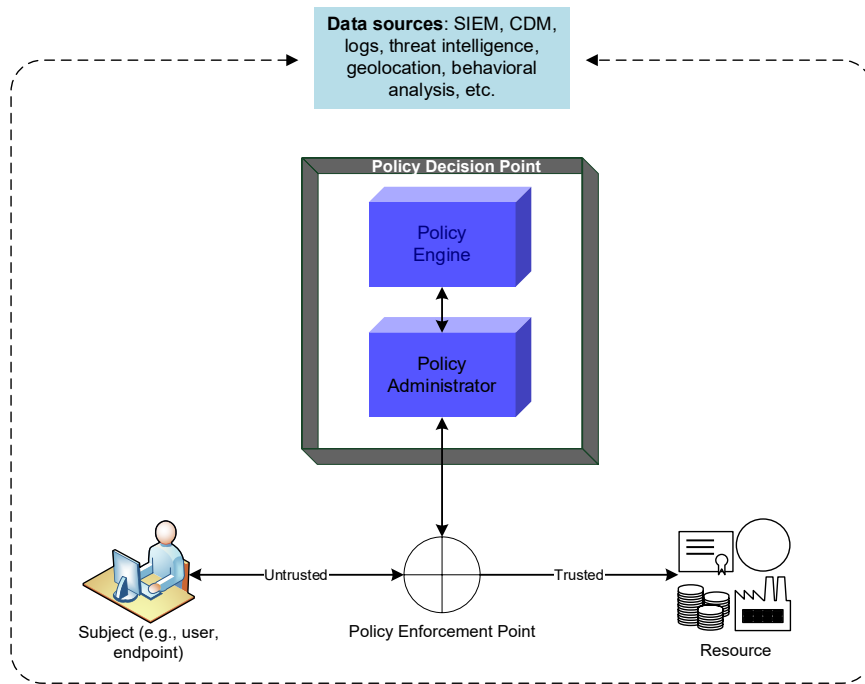 Data sources: SIEM, CDM,
logs, threat intelligence,
geolocation, behavioral
analysis, etc.
Policy Decision Point
Policy
Engine
Policy
Administrator
Untrusted
Trusted
Subject (e.g., user,
endpoint)
Policy Enforcement Point
Resource